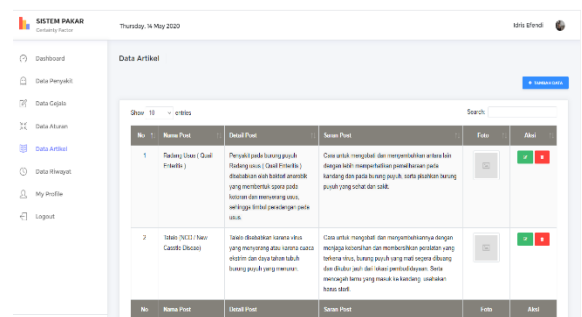 SISTEM PAKAR
Certainty Factor
Thursday, 14 May 2020
Idris Efendi
Dashboard
Data Penyakit
Data Gejala
Data Aturan
Data Artikel
Data Riwayat
My Profile
Logout
Data Artikel
+ TAMBAH DATA
Show 10 entries
Search:
No Nama Post Detail Post Saran Post Foto Aksi
1 Radang Usus ( Quail Enteritis ) Penyakit pada burung puyuh Cara untuk mengobati dan menyembuhkan antara lain
Radang usus ( Quail Enteritis ) dengan lebih memperhatikan pemeliharaan pada
disebabkan oleh bakteri anaerobik kandang dan pada burung puyuh, serta pisahkan burung
yang membentuk spora pada puyuh yang sehat dan sakit.
kotoran dan menyerang usus,
sehingga timbul peradangan pada
usus.
2 Tetelo (NCD / New Castle Disease) Tetelo disebabkan karena virus Cara untuk mengobati dan menyembuhkannya dengan
yang menyerang atau karena cuaca menjaga kebersihan dan membersihkan peralatan yang
ekstrim dan daya tahan tubuh terkena virus, burung puyuh yang mati segera dibuang
burung puyuh yang menurun. dan dikubur jauh dari lokasi pembudidayaan. Serta
mencegah tamu yang masuk ke kandang, usahakan
harus steril.
No Nama Post Detail Post Saran Post Foto Aksi